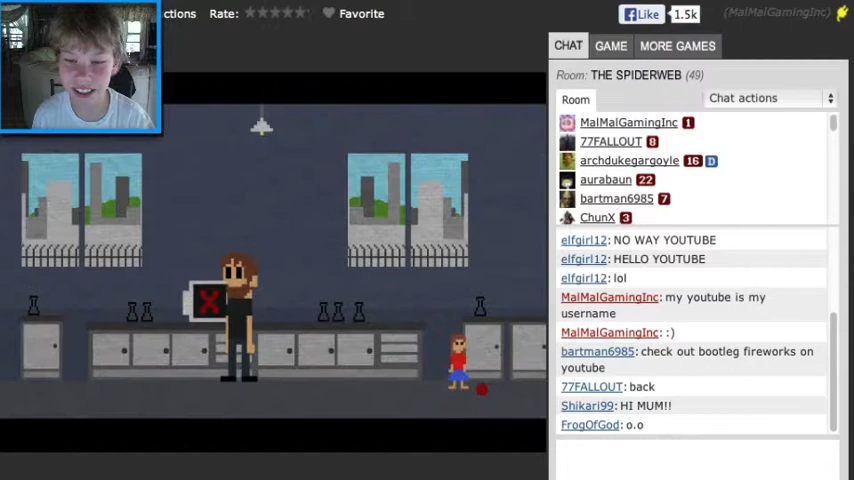 ctions Rate: Favorite Like 1.5k (MalMalGamingInc)
CHAT GAME MORE GAMES
Room: THE SPIDERWEB (49)
Room Chat actions
MalMalGamingInc 1
77FALLOUT 8
archdukegargoyle 16 D
aurabaun 22
bartman6985 7
ChunX 3
elfgirl12: NO WAY YOUTUBE
elfgirl12: HELLO YOUTUBE
elfgirl12: lol
MalMalGamingInc: my youtube is my
username
MalMalGamingInc: :)
bartman6985: check out bootleg fireworks on
youtube
77FALLOUT: back
Shikari99: HI MUM!!
FrogOfGod: o.o
X